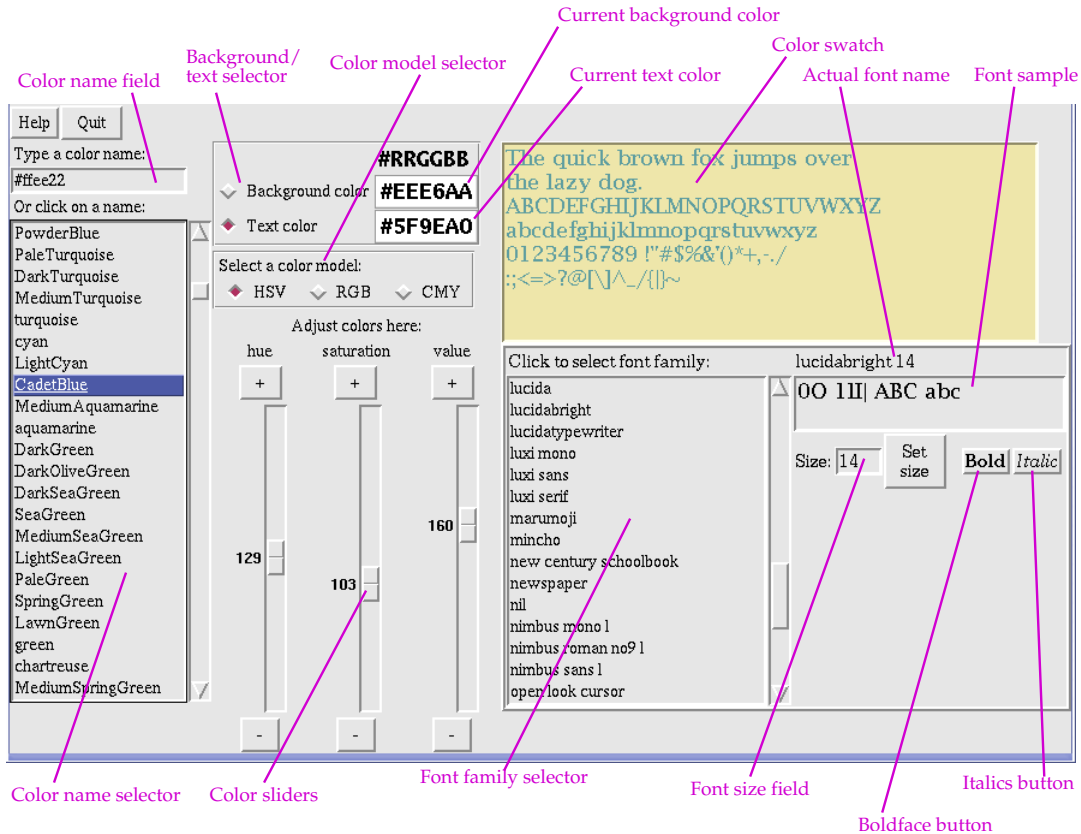 Current background color
Background/
text selector
Color model selector
Color swatch
Color name field
Current text color
Actual font name
Font sample
Help
Quit
Type a color name:
#ffee22
Or click on a name:
PowderBlue
PaleTurquoise
DarkTurquoise
MediumTurquoise
turquoise
cyan
LightCyan
CadetBlue
MediumAquamarine
aquamarine
DarkGreen
DarkOliveGreen
DarkSeaGreen
SeaGreen
MediumSeaGreen
LightSeaGreen
PaleGreen
SpringGreen
LawnGreen
green
chartreuse
MediumSpringGreen
#RRGGBB
Background color #EEE6AA
Text color #5F9EA0
Select a color model:
HSV RGB CMY
Adjust colors here:
hue saturation value
+ + +
160
129
103
- - -
The quick brown fox jumps over
the lazy dog.
ABCDEFGHIJKLMNOPQRSTUVWXYZ
abcdefghijklmnopqrstuvwxyz
0123456789 !"#$%&'()*+,-./
:;<=>?@[\]^_/{|}~
Click to select font family:
lucida
lucidabright
lucidatypewriter
luxi mono
luxi sans
luxi serif
marumoji
mincho
new century schoolbook
newspaper
nil
nimbus mono l
nimbus roman no9 l
nimbus sans l
open look cursor
lucidabright 14
0O 1lI| ABC abc
Size: 14
Set
size
Bold Italic
Color name selector
Color sliders
Font family selector
Font size field
Italics button
Boldface button